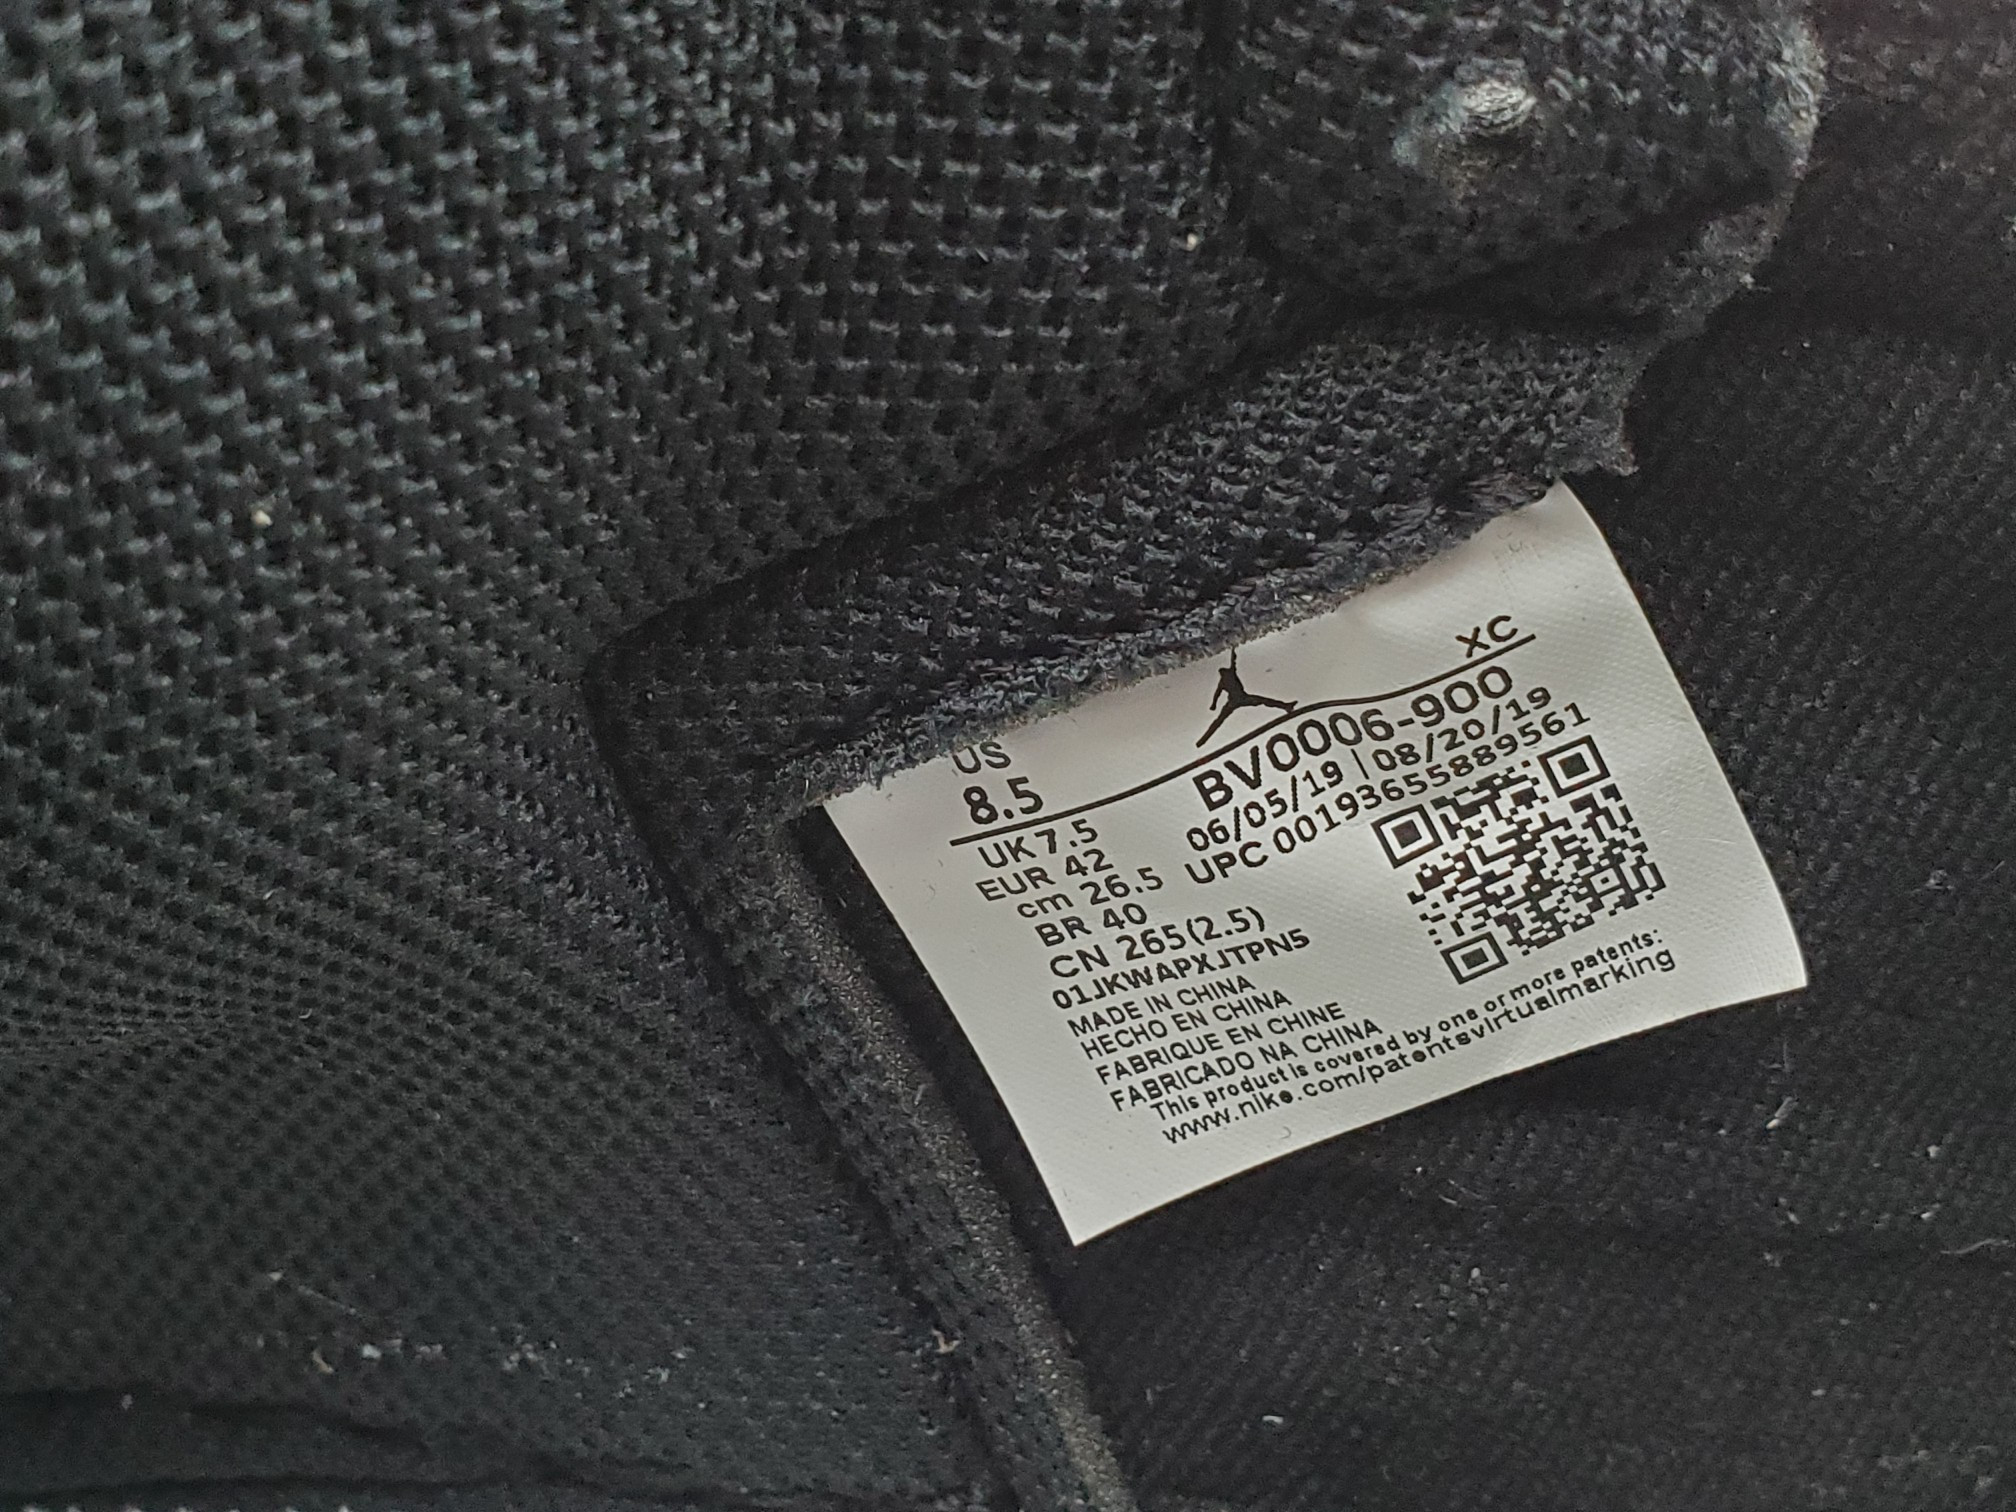 US
8.5
UK 7.5
EUR 42
cm 26.5
BR 40
CN 265(2.5)
01JKWAPXJTPN5
MADE IN CHINA
HECHO EN CHINA
FABRIQUE EN CHINE
FABRICADO NA CHINA
This product is covered by one or more patents:
www.nike.com/patentsvirtualmarking
XC
BV0006-900
06/05/19 | 08/20/19
UPC 00193655889561